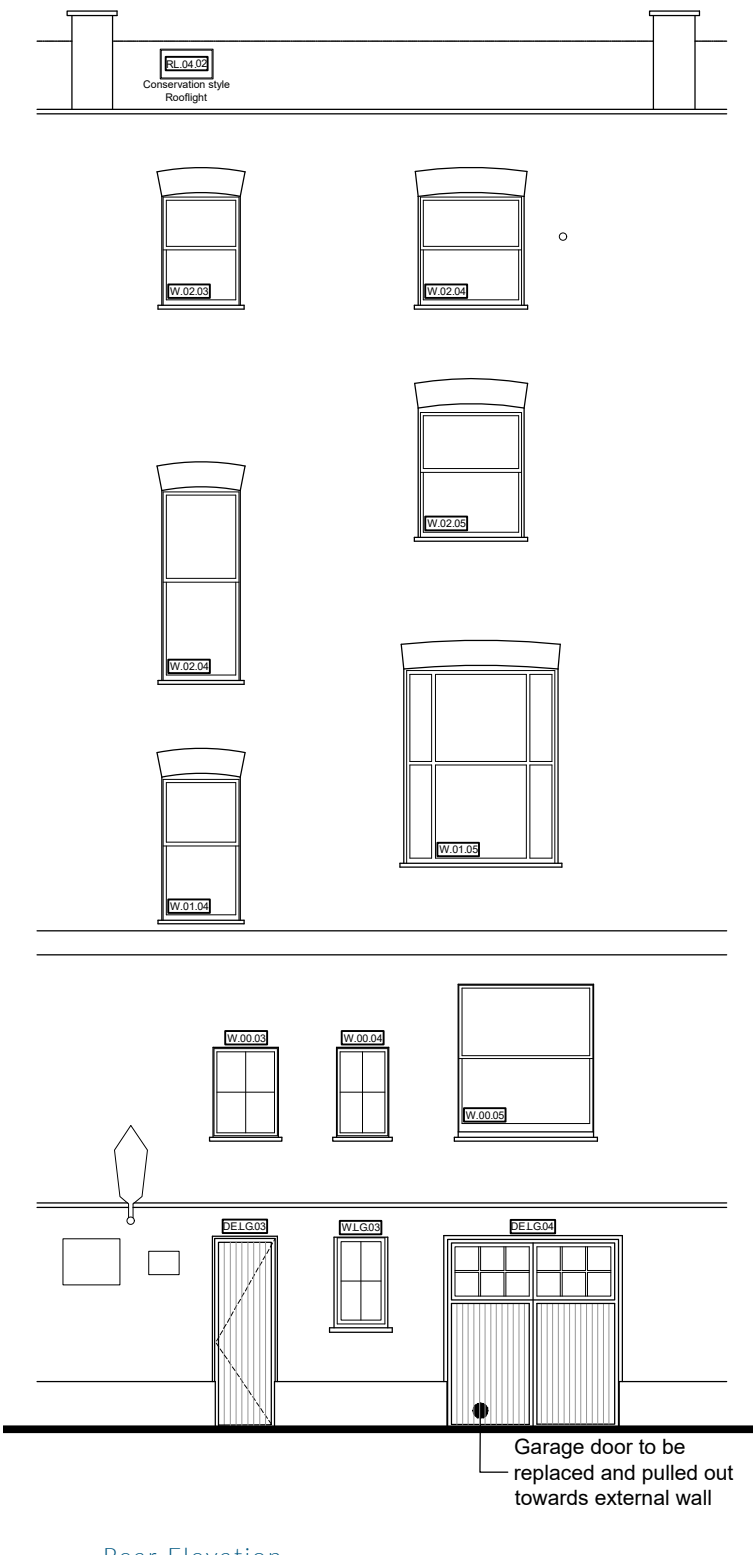 RL.04.02
Conservation style
Rooflight
W.02.03
W.02.04
W.02.05
W.02.04
W.01.05
W.01.04
W.00.03
W.00.04
W.00.05
DE.LG.03
W.LG.03
DE.LG.04
Garage door to be
replaced and pulled out
towards external wall
Rear Elevation